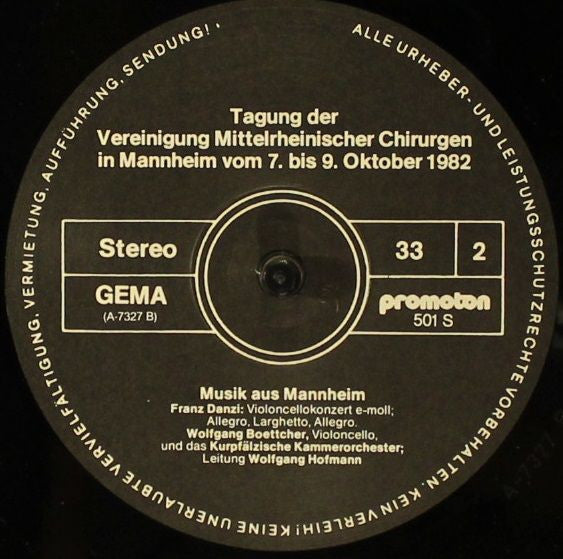 ALLE URHEBER- UND LEISTUNGSSCHUTZRECHTE VORBEHALTEN. KEIN VERLEIH! KEINE UNERLAUBTE VERVIELFÄLTIGUNG, VERMIETUNG, AUFFÜHRUNG, SENDUNG! ·
Tagung der
Vereinigung Mittelrheinischer Chirurgen
in Mannheim vom 7. bis 9. Oktober 1982
Stereo
33
2
GEMA
(A-7327 B)
promoton
501 S
Musik aus Mannheim
Franz Danzi: Violoncellokonzert e-moll;
Allegro, Larghetto, Allegro.
Wolfgang Boettcher, Violoncello,
und das Kurpfälzische Kammerorchester;
Leitung Wolfgang Hofmann